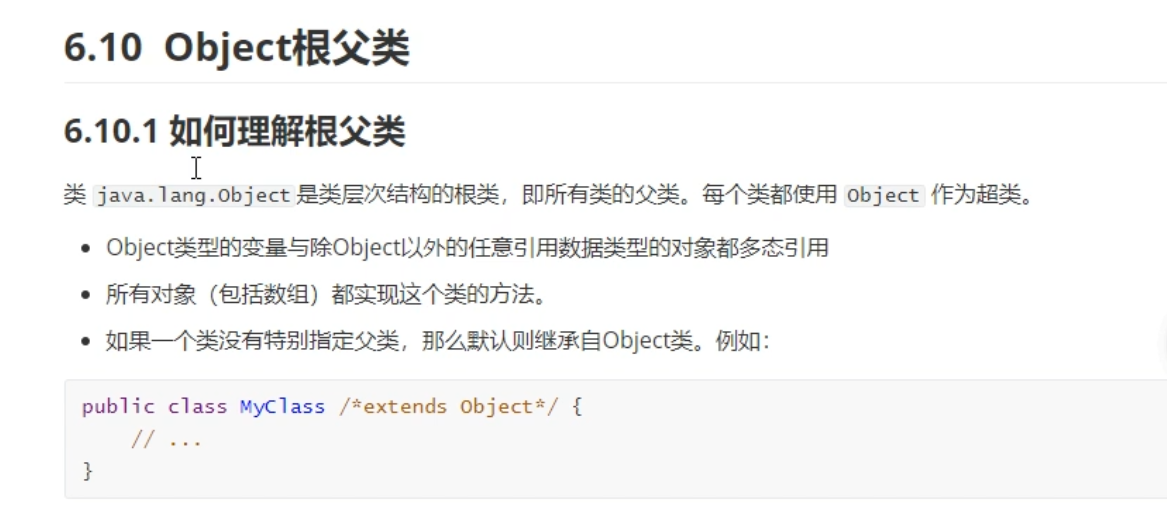 6.10 Object根父类
6.10.1 如何理解根父类
类 java.lang.Object是类层次结构的根类，即所有类的父类。每个类都使用 Object 作为超类。
• Object类型的变量与除Object以外的任意引用数据类型的对象都多态引用
• 所有对象（包括数组）都实现这个类的方法。
• 如果一个类没有特别指定父类，那么默认则继承自Object类。例如：
public class MyClass /*extends Object*/ {
    // ...
}